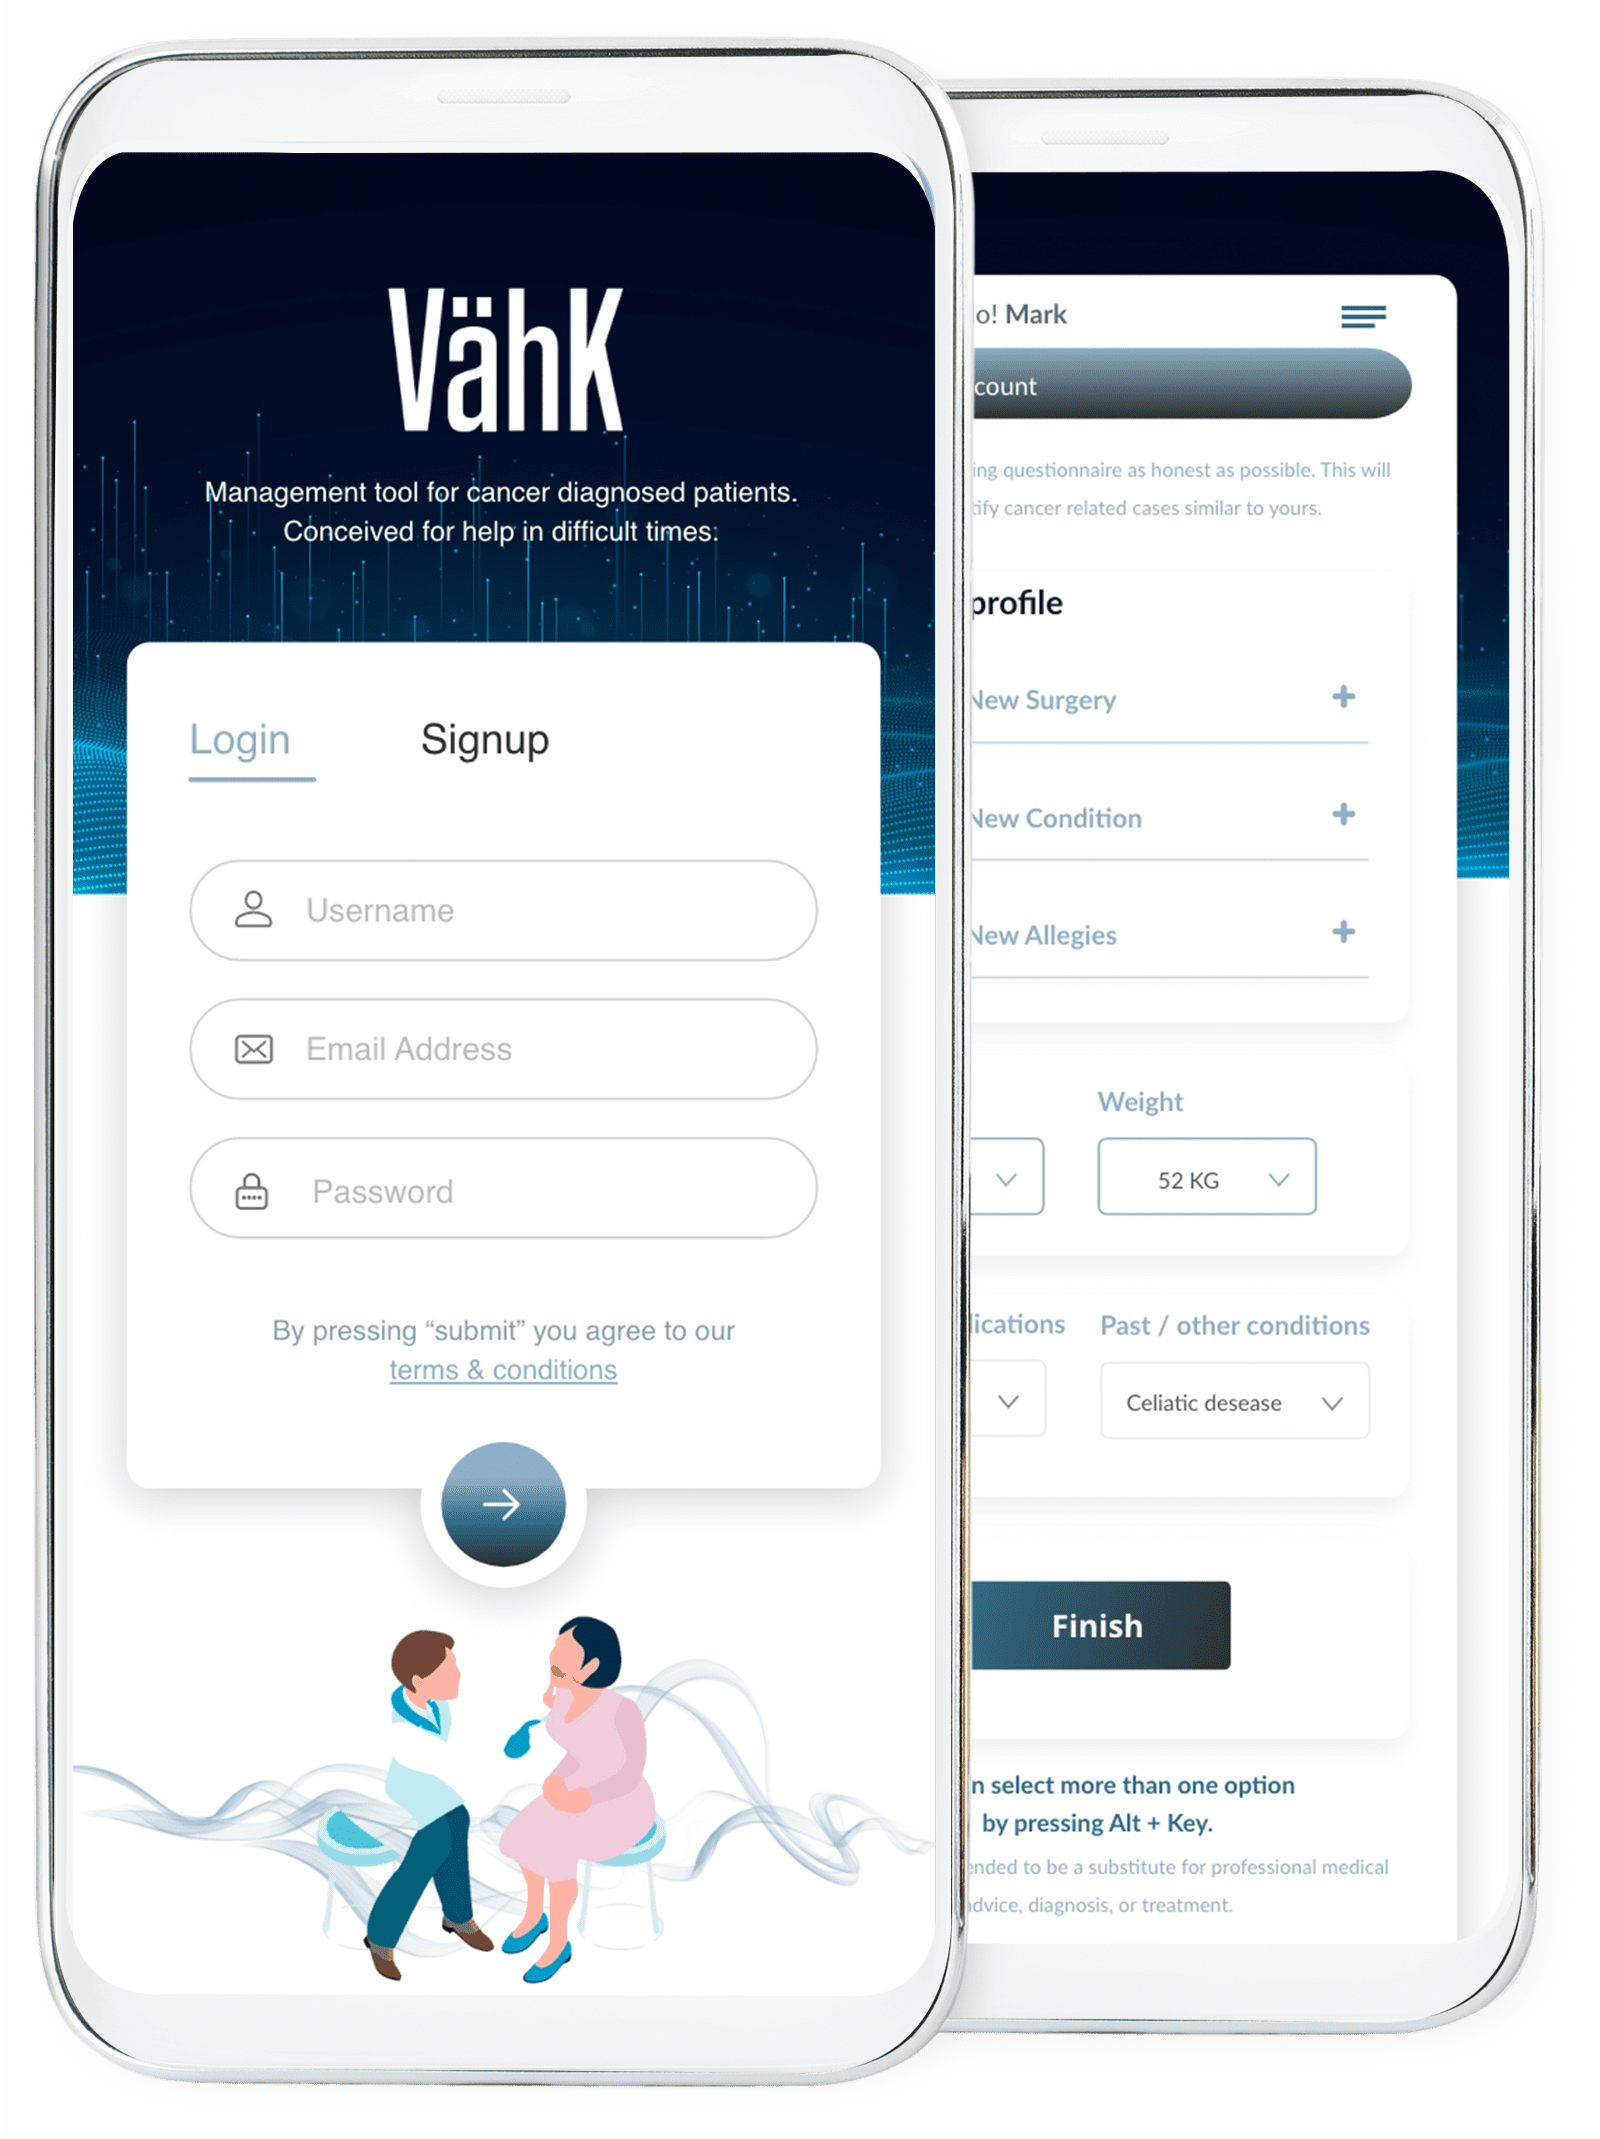 VähK
Management tool for cancer diagnosed patients.
Conceived for help in difficult times.
Login
Signup
Username
Email Address
Password
By pressing “submit” you agree to our
terms & conditions
o! Mark
count
ing questionnaire as honest as possible. This will
tify cancer related cases similar to yours.
profile
New Surgery
New Condition
New Allegies
Weight
52 KG
lications
Past / other conditions
Celiatic desease
Finish
n select more than one option
by pressing Alt + Key.
ended to be a substitute for professional medical
advice, diagnosis, or treatment.